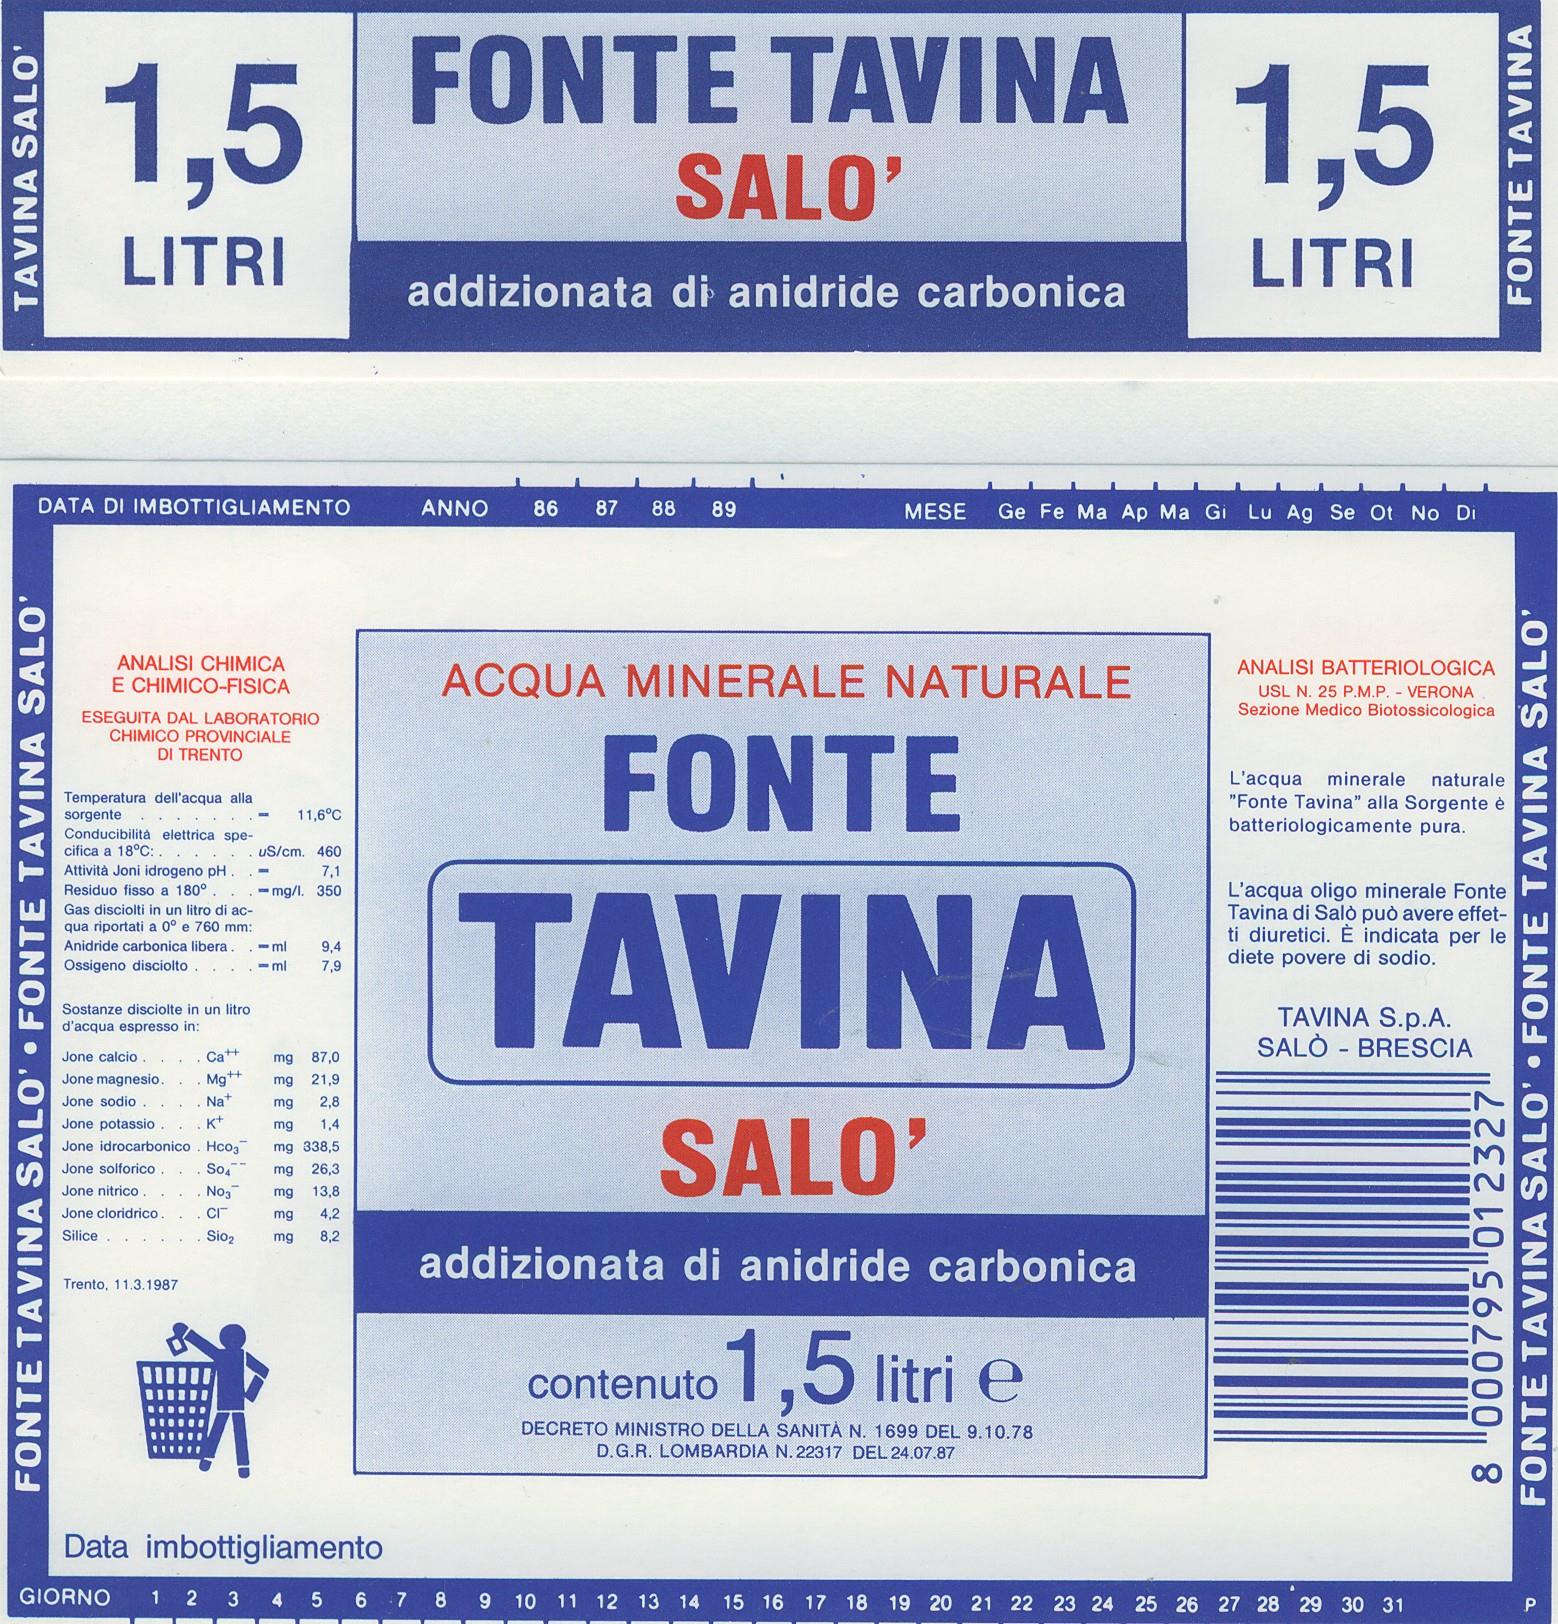 TAVINA SALO'
1,5
LITRI
FONTE TAVINA
SALO'
addizionata di anidride carbonica
1,5
LITRI
FONTE TAVINA
DATA DI IMBOTTIGLIAMENTO ANNO 86 87 88 89 MESE Ge Fe Ma Ap Ma Gi Lu Ag Se Ot No Di
FONTE TAVINA SALO' • FONTE TAVINA SALO'
ANALISI CHIMICA
E CHIMICO-FISICA
ESEGUITA DAL LABORATORIO
CHIMICO PROVINCIALE
DI TRENTO
Temperatura dell'acqua alla
sorgente . . . . . . . = 11,6°C
Conducibilità elettrica spe-
cifica a 18°C: . . . . . . uS/cm. 460
Attività Joni idrogeno pH . . = 7,1
Residuo fisso a 180° . . . = mg/l. 350
Gas disciolti in un litro di ac-
qua riportati a 0° e 760 mm:
Anidride carbonica libera . . = ml 9,4
Ossigeno disciolto . . . . = ml 7,9
Sostanze disciolte in un litro
d'acqua espresso in:
Jone calcio . . . . Ca++ mg 87,0
Jone magnesio. . . Mg++ mg 21,9
Jone sodio . . . . Na+ mg 2,8
Jone potassio . . . K+ mg 1,4
Jone idrocarbonico . Hco3− mg 338,5
Jone solforico . . . So4−− mg 26,3
Jone nitrico . . . . No3− mg 13,8
Jone cloridrico. . . Cl− mg 4,2
Silice . . . . . . Sio2 mg 8,2
Trento, 11.3.1987
ACQUA MINERALE NATURALE
FONTE
TAVINA
SALO'
addizionata di anidride carbonica
contenuto 1,5 litri e
DECRETO MINISTRO DELLA SANITÀ N. 1699 DEL 9.10.78
D.G.R. LOMBARDIA N. 22317 DEL 24.07.87
ANALISI BATTERIOLOGICA
USL N. 25 P.M.P. - VERONA
Sezione Medico Biotossicologica
L'acqua minerale naturale
"Fonte Tavina" alla Sorgente è
batteriologicamente pura.
L'acqua oligo minerale Fonte
Tavina di Salò può avere effet-
ti diuretici. È indicata per le
diete povere di sodio.
TAVINA S.p.A.
SALÒ - BRESCIA
8 000795 012327
FONTE TAVINA SALO' • FONTE TAVINA SALO'
Data imbottigliamento
GIORNO 1 2 3 4 5 6 7 8 9 10 11 12 13 14 15 16 17 18 19 20 21 22 23 24 25 26 27 28 29 30 31 P